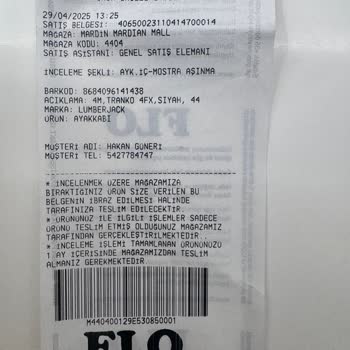 29/04/2025 13:25
SATIŞ BELGESİ: 40650023110414700014
MAĞAZA: MARDİN MARDIAN MALL
MAĞAZA KODU: 4404
SATIŞ ASİSTANI: GENEL SATIŞ ELEMANI
İNCELEME ŞEKLİ: AYK.İÇ-MOSTRA AŞINMA
BARKOD: 8684096141438
AÇIKLAMA: 4M,TRANKO 4FX,SIYAH, 44
MARKA: LUMBERJACK
ÜRÜN: AYAKKABI
FLO
MÜŞTERİ ADI: HAKAN GÜNERİ
MÜŞTERİ TEL: 5427784747
* İNCELENMEK ÜZERE MAĞAZAMIZA
BIRAKTIĞINIZ ÜRÜN SİZE VERİLEN BU
BELGENİN İBRAZ EDİLMESİ HALİNDE
TARAFINIZA TESLİM EDİLECEKTİR.
* ÜRÜNÜNÜZ İLE İLGİLİ İŞLEMLER SADECE
ÜRÜNÜ TESLİM ETMİŞ OLDUĞUNUZ MAĞAZAMIZ
TARAFINDAN GERÇEKLEŞTİRİLMEKTEDİR.
* İNCELEME İŞLEMİ TAMAMLANAN ÜRÜNÜNÜZÜ
1 AY İÇERİSİNDE MAĞAZAMIZDAN TESLİM
ALMANIZ GEREKMEKTEDİR
M440400129E530850001
FLO